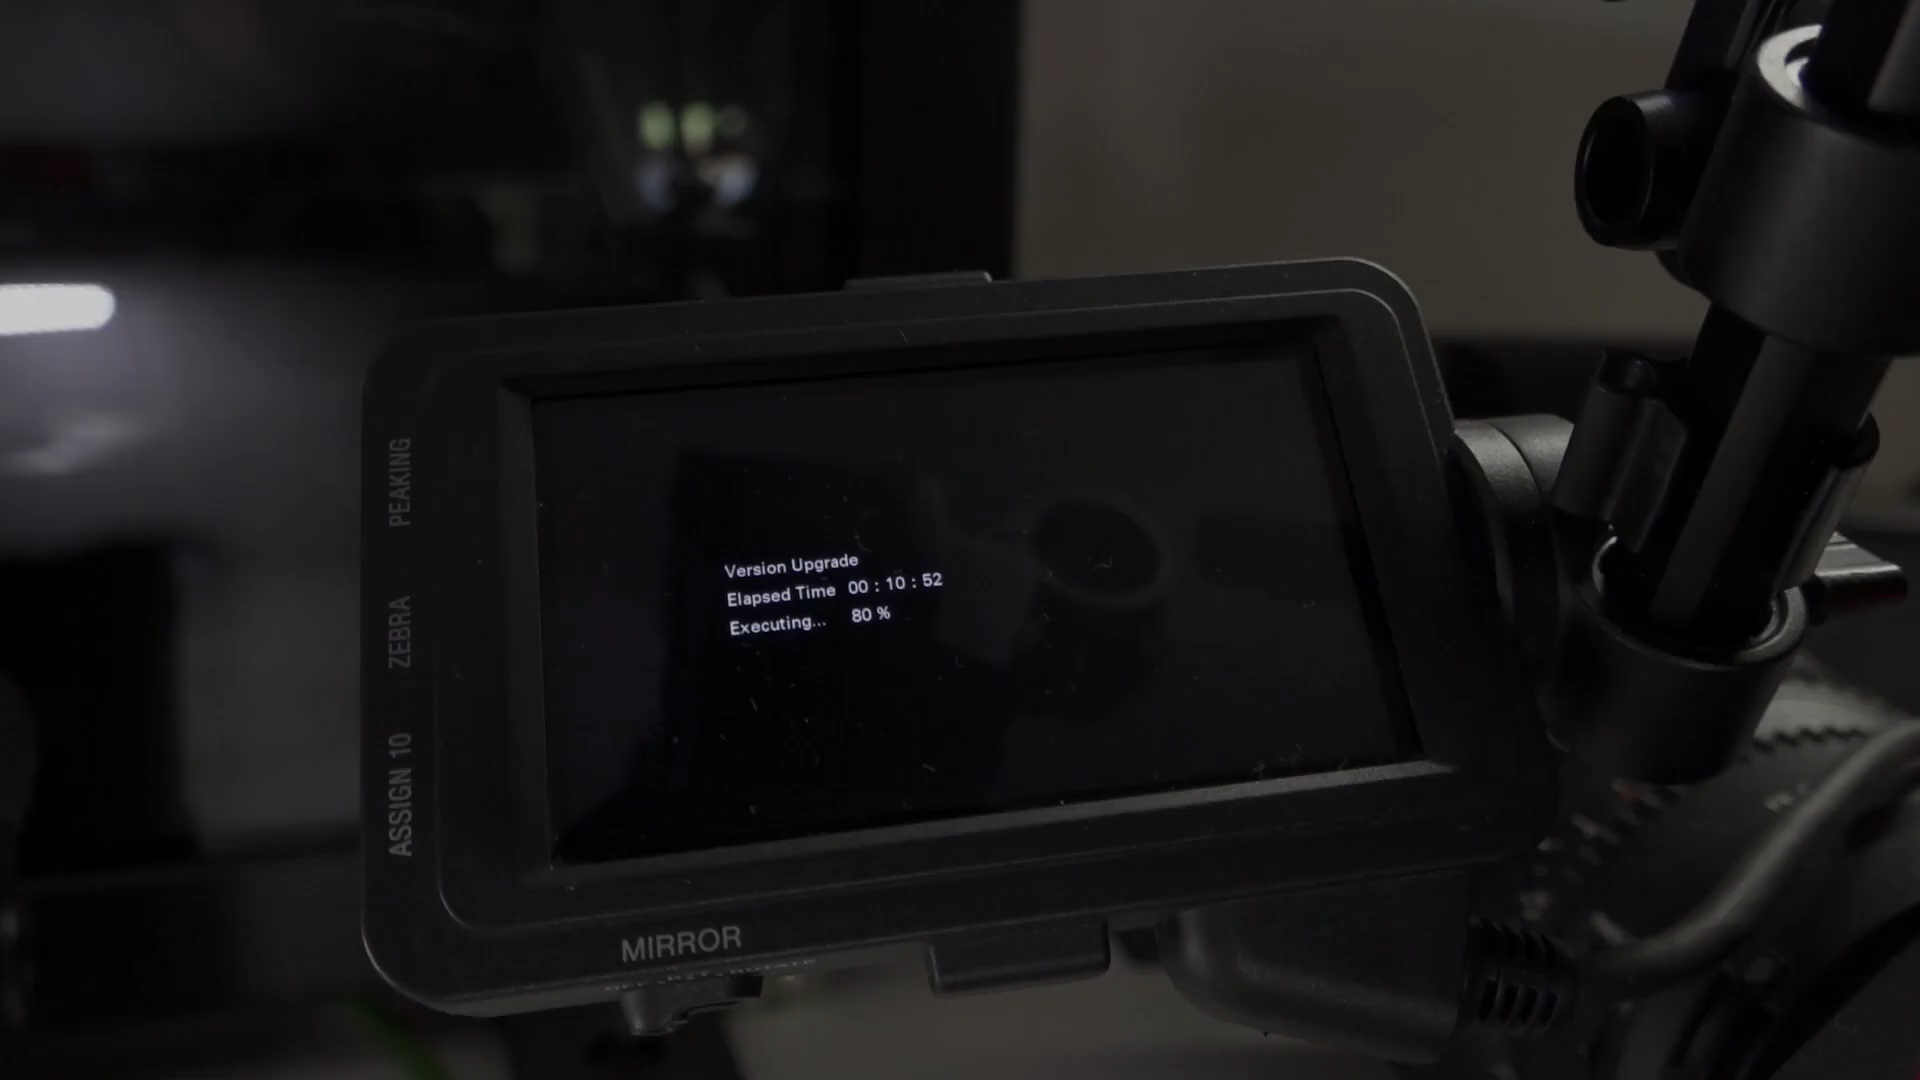 Version Upgrade
Elapsed Time 00 : 10 : 52
Executing... 80 %
PEAKING
ZEBRA
ASSIGN 10
MIRROR